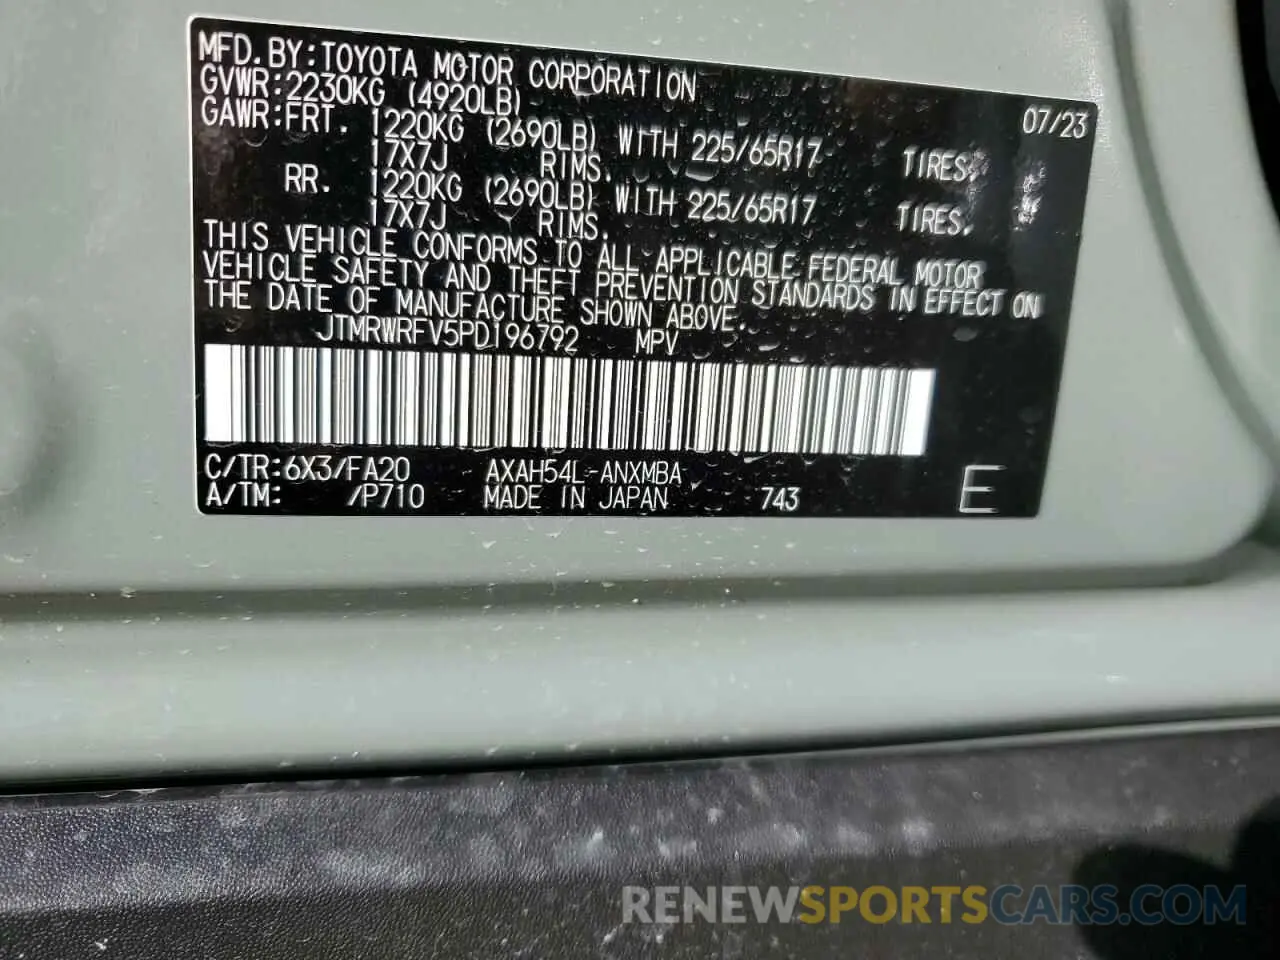 MFD.BY:TOYOTA MOTOR CORPORATION 07/23
GVWR:2230KG (4920LB)
GAWR:FRT. 1220KG (2690LB) WITH 225/65R17 TIRES,
17X7J RIMS.
RR. 1220KG (2690LB) WITH 225/65R17 TIRES.
17X7J RIMS.
THIS VEHICLE CONFORMS TO ALL APPLICABLE FEDERAL MOTOR
VEHICLE SAFETY AND THEFT PREVENTION STANDARDS IN EFFECT ON
THE DATE OF MANUFACTURE SHOWN ABOVE.
JTMRWRFV5PD196792 MPV
C/TR:6X3/FA20 AXAH54L-ANXMBA
A/TM: /P710 MADE IN JAPAN 743 E
RENEWSPORTSCARS.COM